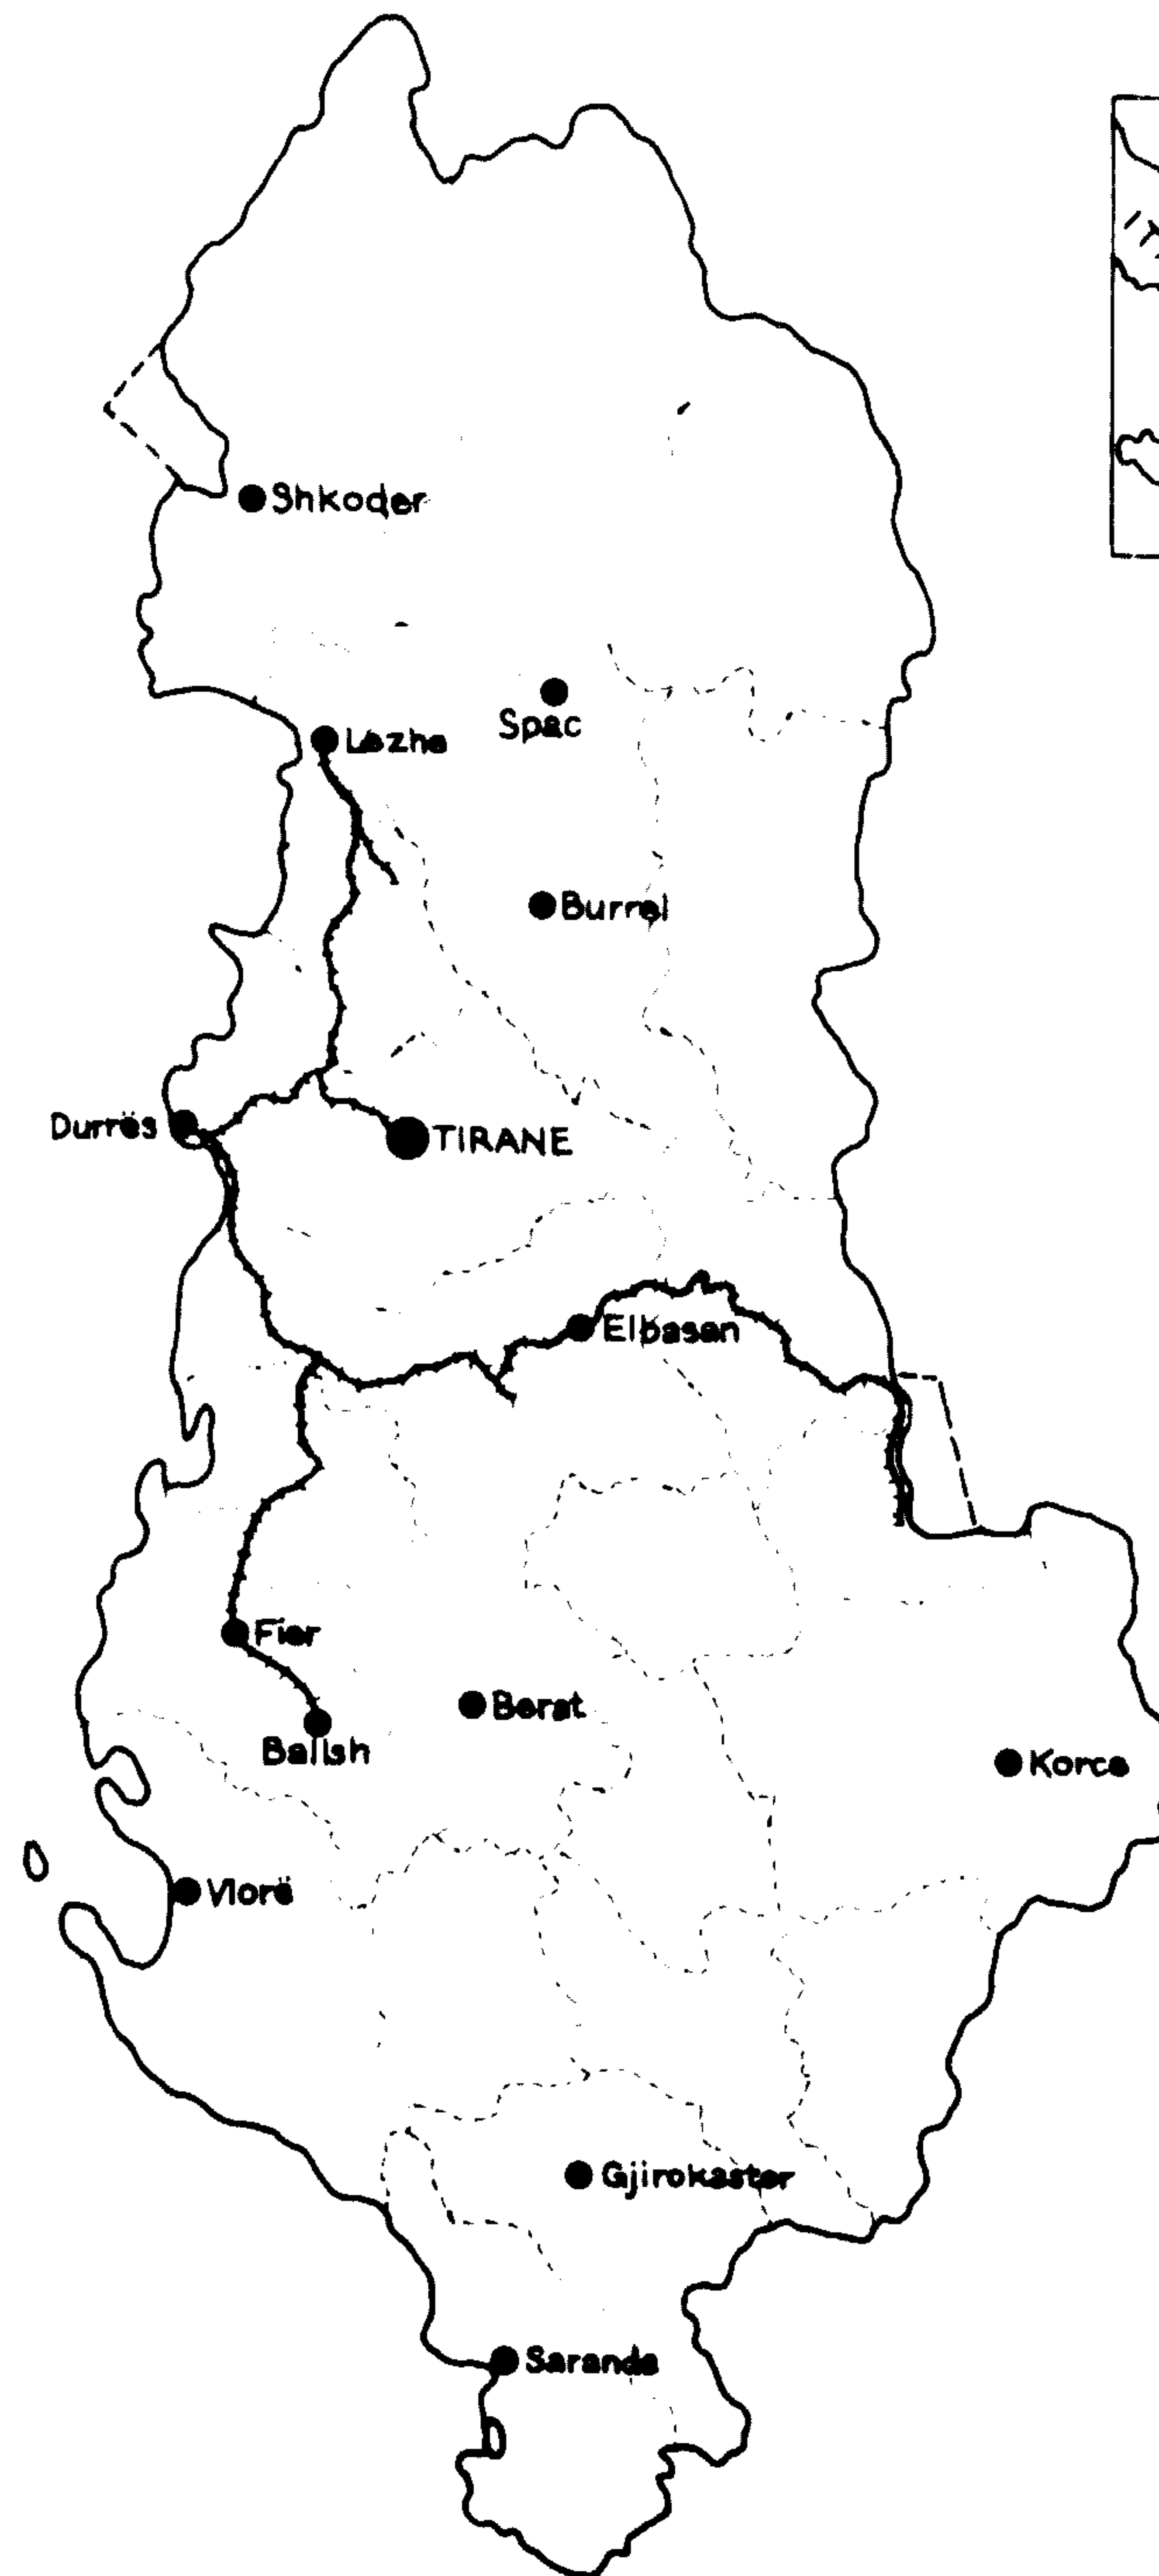 Shkoder
Spac
Lezhe
Burrel
Durrës
TIRANE
Elbasan
Fier
Berat
Ballsh
Korce
Vlorë
Gjirokaster
Sarande